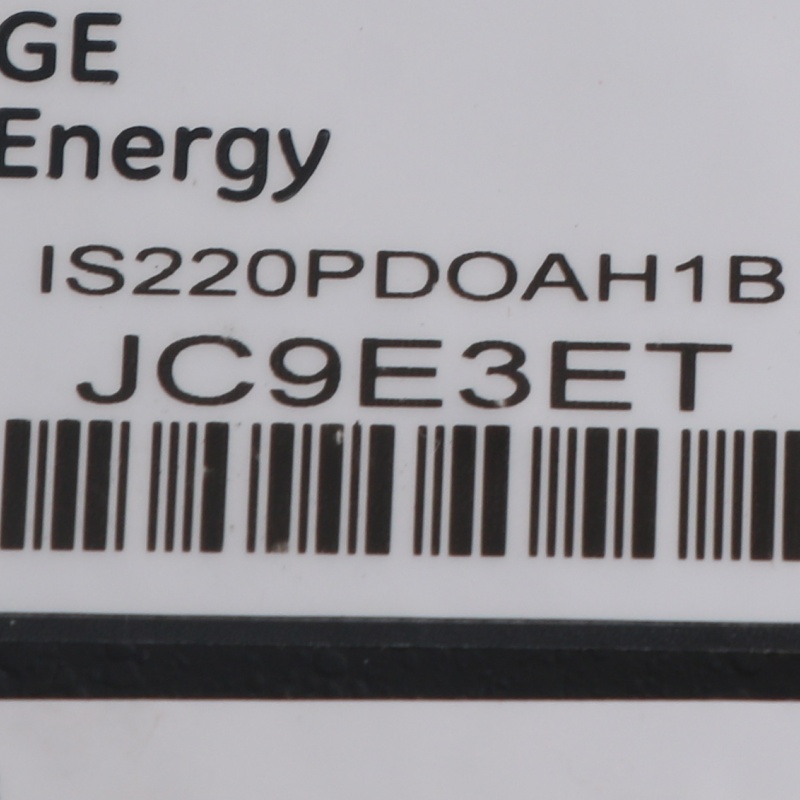 GE
Energy
IS220PDOAH1B
JC9E3ET